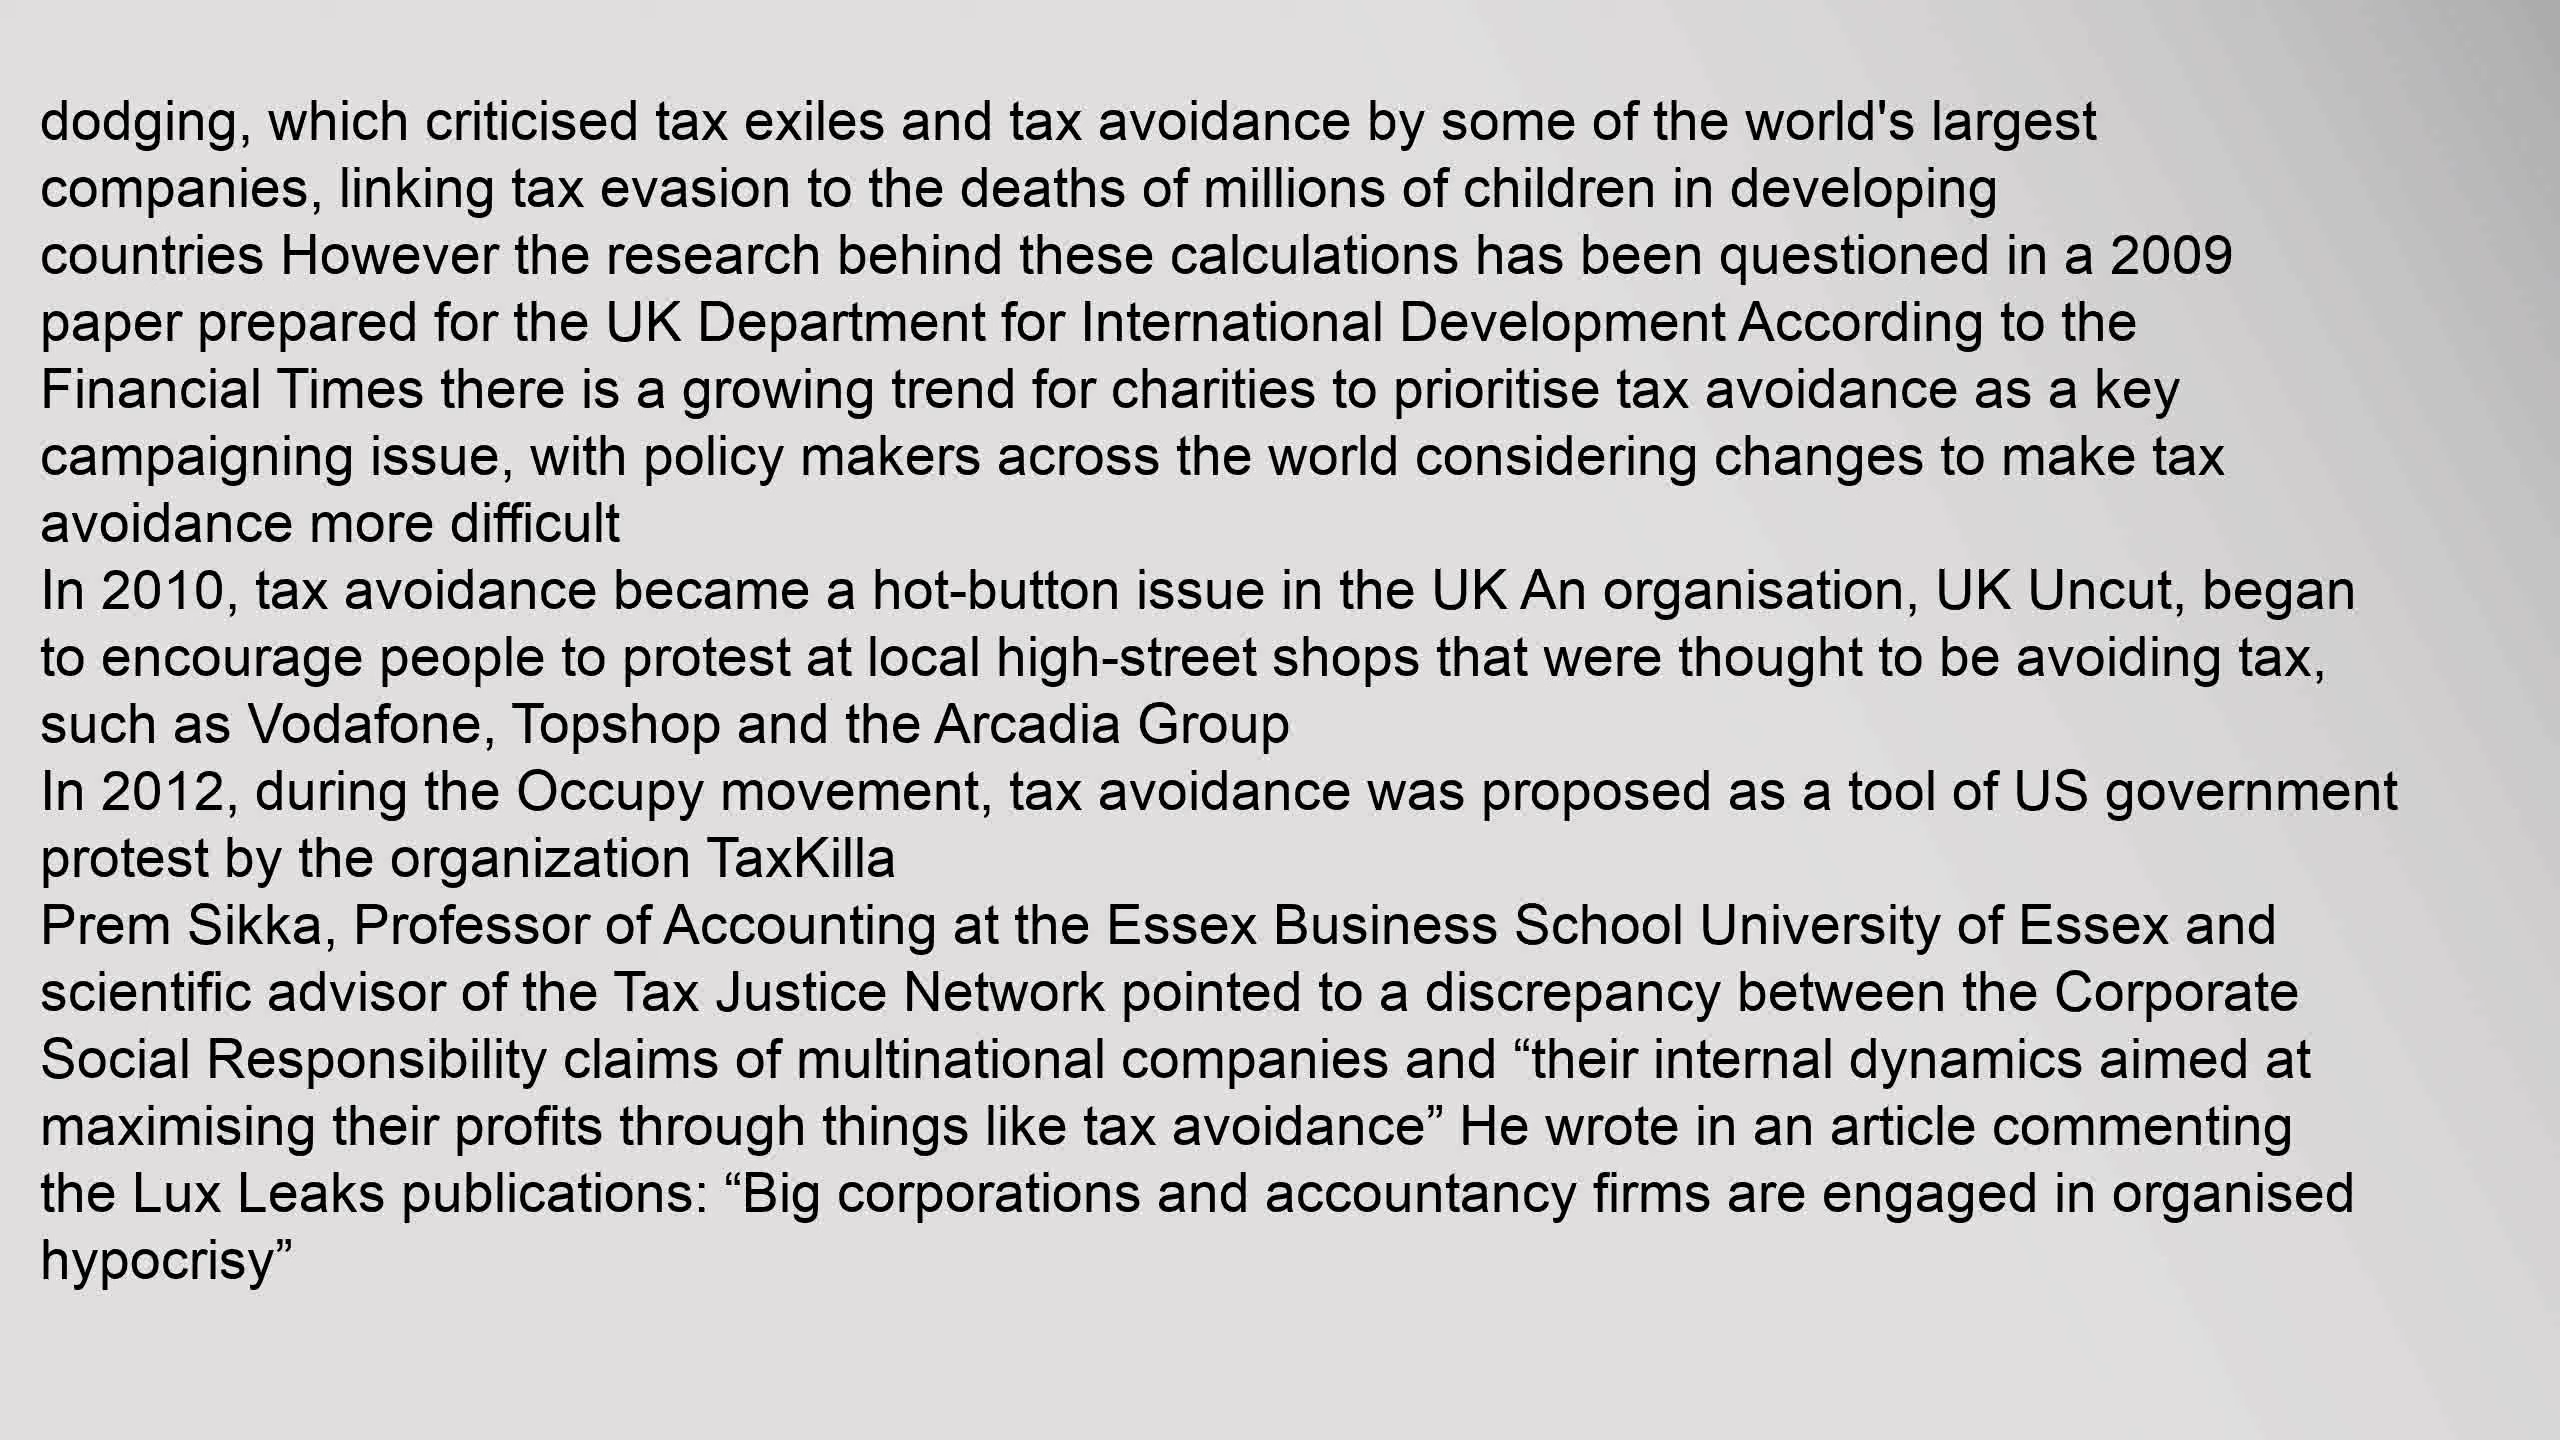 dodging, which criticised tax exiles and tax avoidance by some of the world's largest
companies, linking tax evasion to the deaths of millions of children in developing
countries However the research behind these calculations has been questioned in a 2009
paper prepared for the UK Department for International Development According to the
Financial Times there is a growing trend for charities to prioritise tax avoidance as a key
campaigning issue, with policy makers across the world considering changes to make tax
avoidance more difficult
In 2010, tax avoidance became a hot-button issue in the UK An organisation, UK Uncut, began
to encourage people to protest at local high-street shops that were thought to be avoiding tax,
such as Vodafone, Topshop and the Arcadia Group
In 2012, during the Occupy movement, tax avoidance was proposed as a tool of US government
protest by the organization TaxKilla
Prem Sikka, Professor of Accounting at the Essex Business School University of Essex and
scientific advisor of the Tax Justice Network pointed to a discrepancy between the Corporate
Social Responsibility claims of multinational companies and “their internal dynamics aimed at
maximising their profits through things like tax avoidance” He wrote in an article commenting
the Lux Leaks publications: “Big corporations and accountancy firms are engaged in organised
hypocrisy”